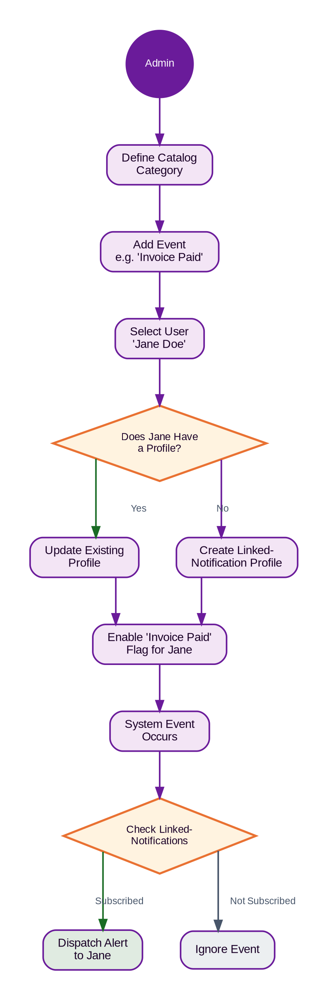 Admin
Define Catalog
Category
Add Event
e.g. 'Invoice Paid'
Select User
'Jane Doe'
Does Jane Have
a Profile?
Yes
No
Update Existing
Profile
Create Linked-
Notification Profile
Enable 'Invoice Paid'
Flag for Jane
System Event
Occurs
Check Linked-
Notifications
Subscribed
Not Subscribed
Dispatch Alert
to Jane
Ignore Event